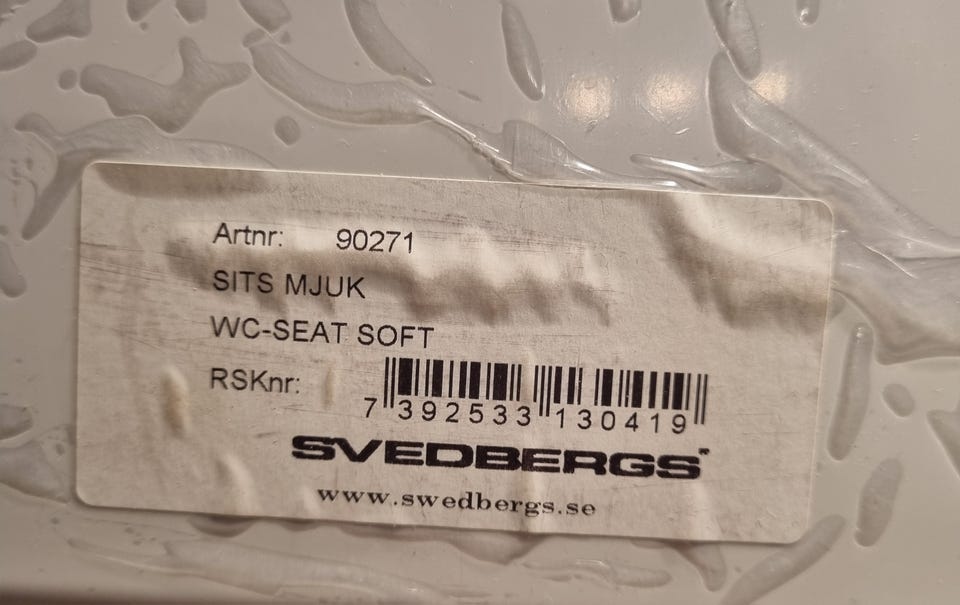 Artnr: 90271
SITS MJUK
WC-SEAT SOFT
RSKnr:
7 392533 130419
SVEDBERGS
www.swedbergs.se